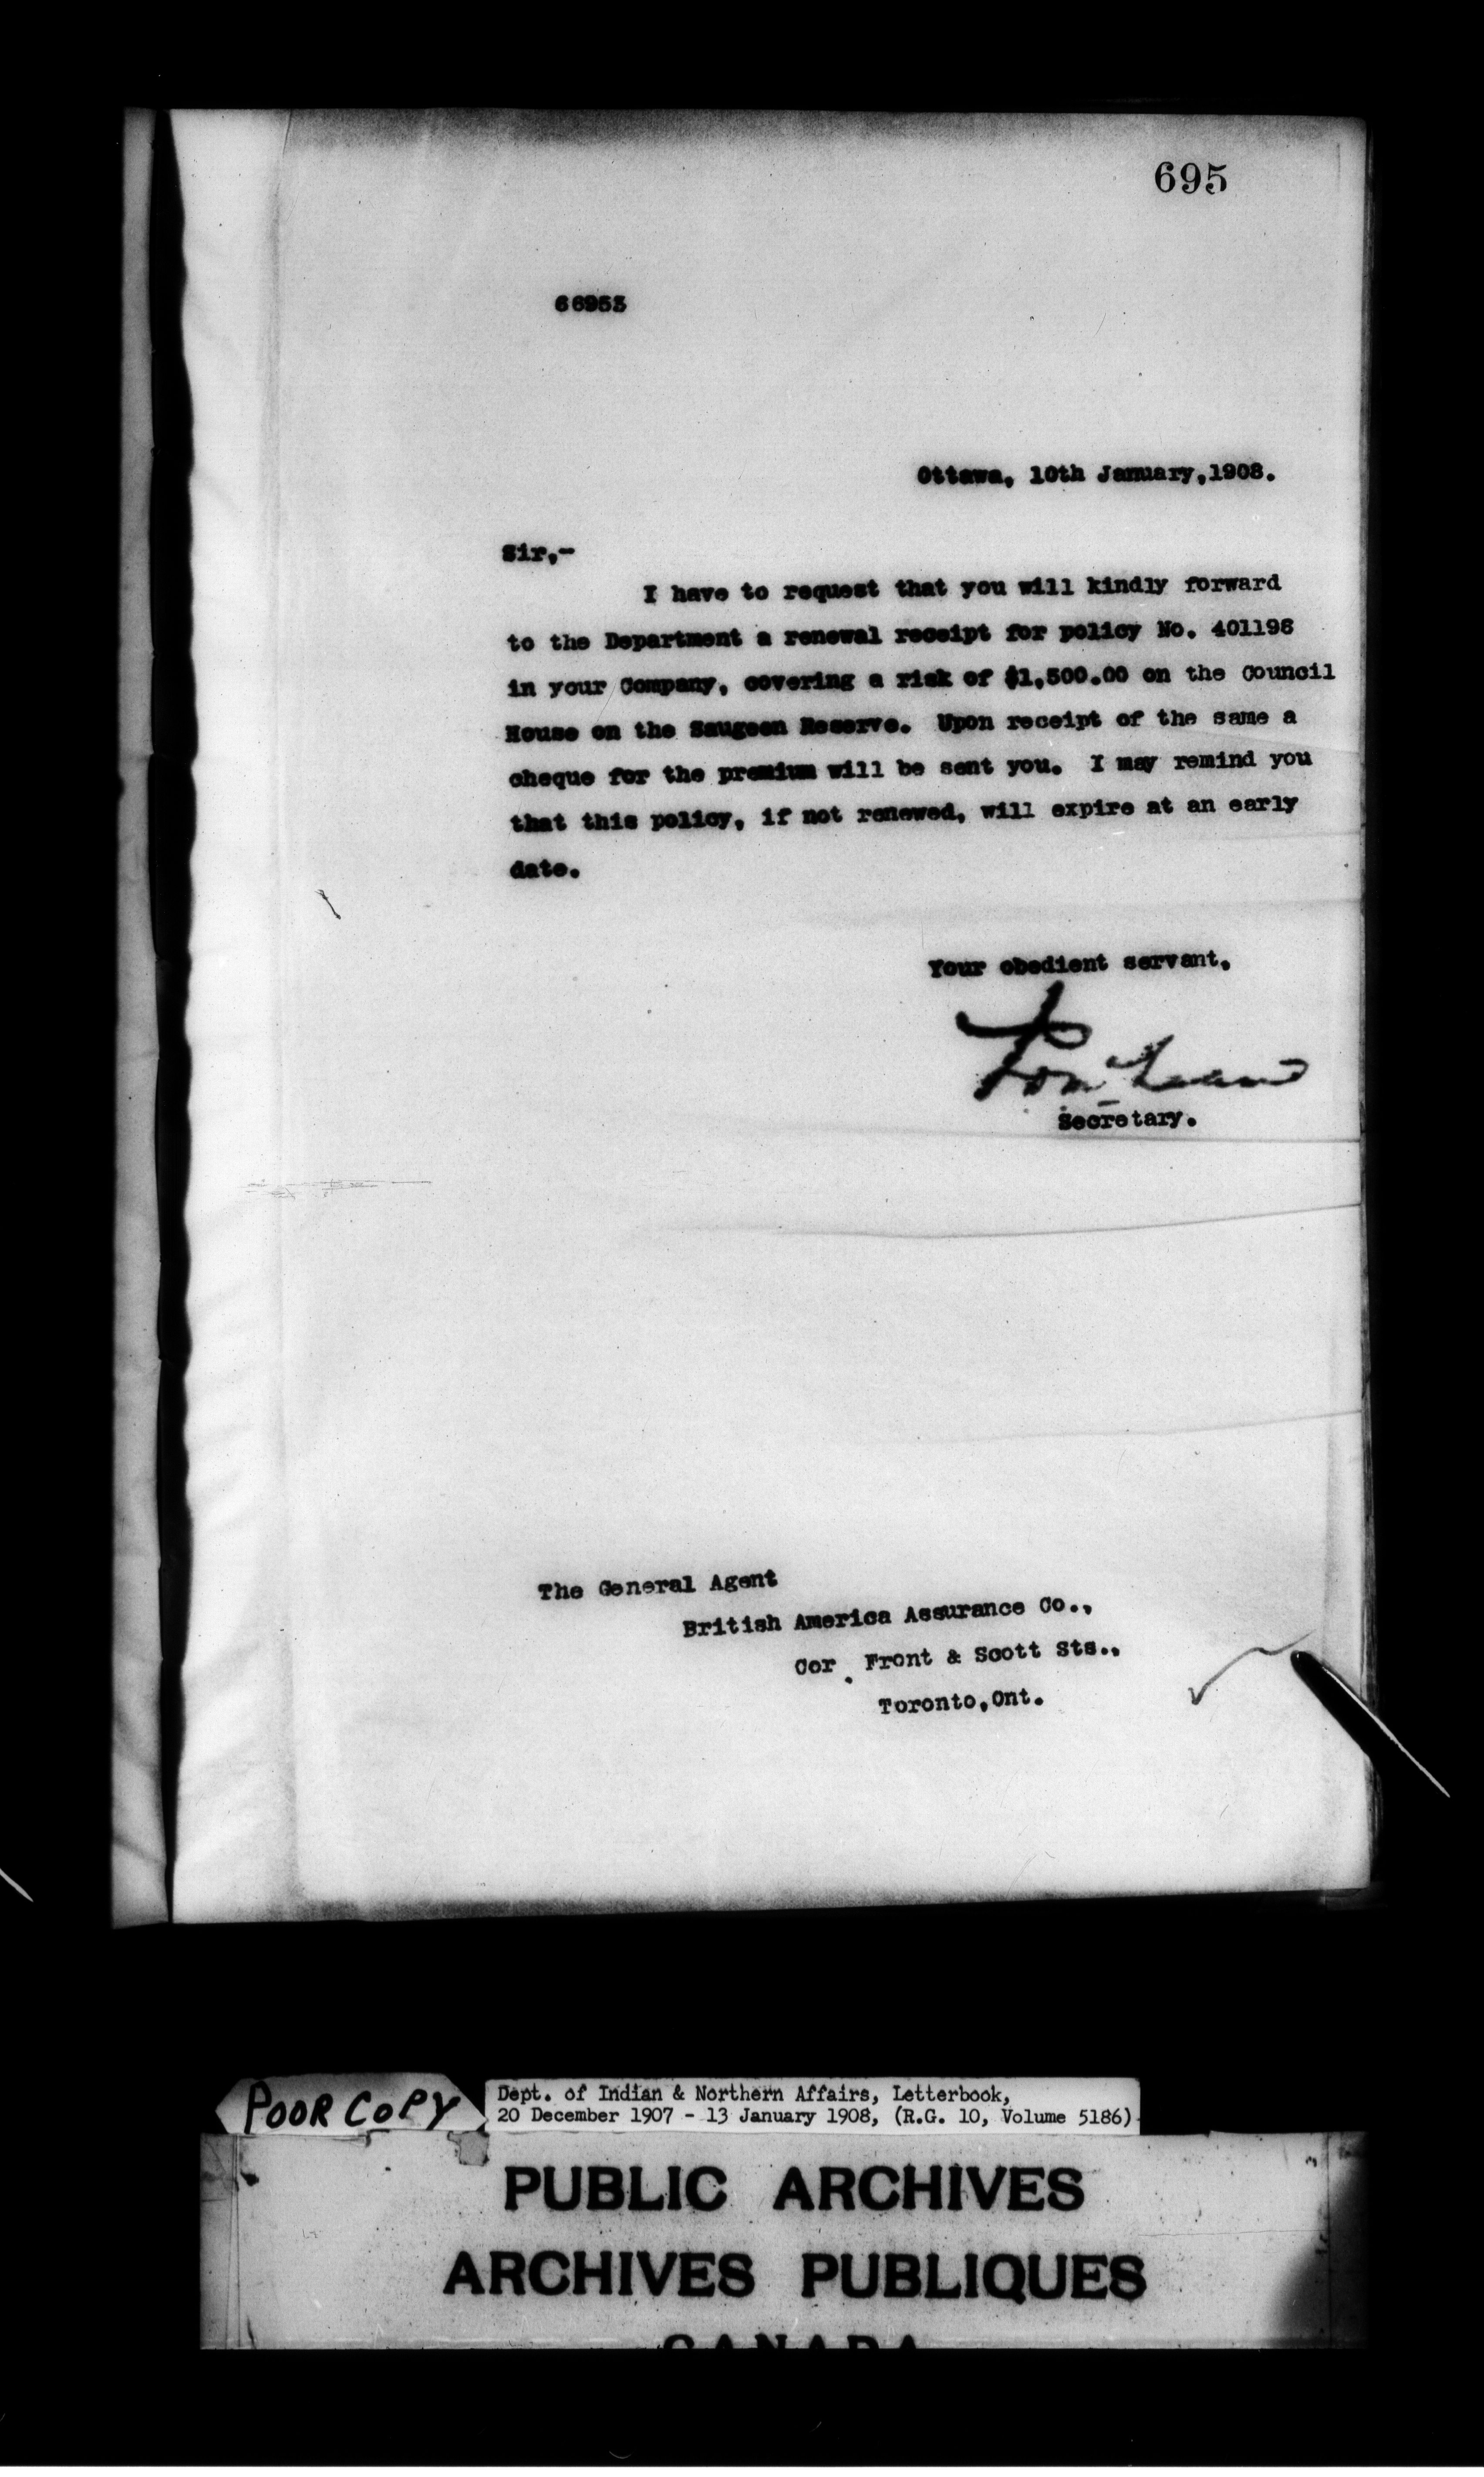 695
66953
Ottawa, 10th January,1908.
Sir,-
I have to request that you will kindly forward
to the Department a renewal receipt for policy No. 401198
in your Company, covering a risk of $1,500.00 on the Council
House on the Saugeen Reserve. Upon receipt of the same a
cheque for the premium will be sent you. I may remind you
that this policy, if not renewed, will expire at an early
date.
Your obedient servant,
Secretary.
The General Agent
British America Assurance Co.,
Cor. Front & Scott Sts.,
Toronto,Ont.
POOR COPY
Dept. of Indian & Northern Affairs, Letterbook,
20 December 1907 - 13 January 1908, (R.G. 10, Volume 5186)
PUBLIC ARCHIVES
ARCHIVES PUBLIQUES
CANADA